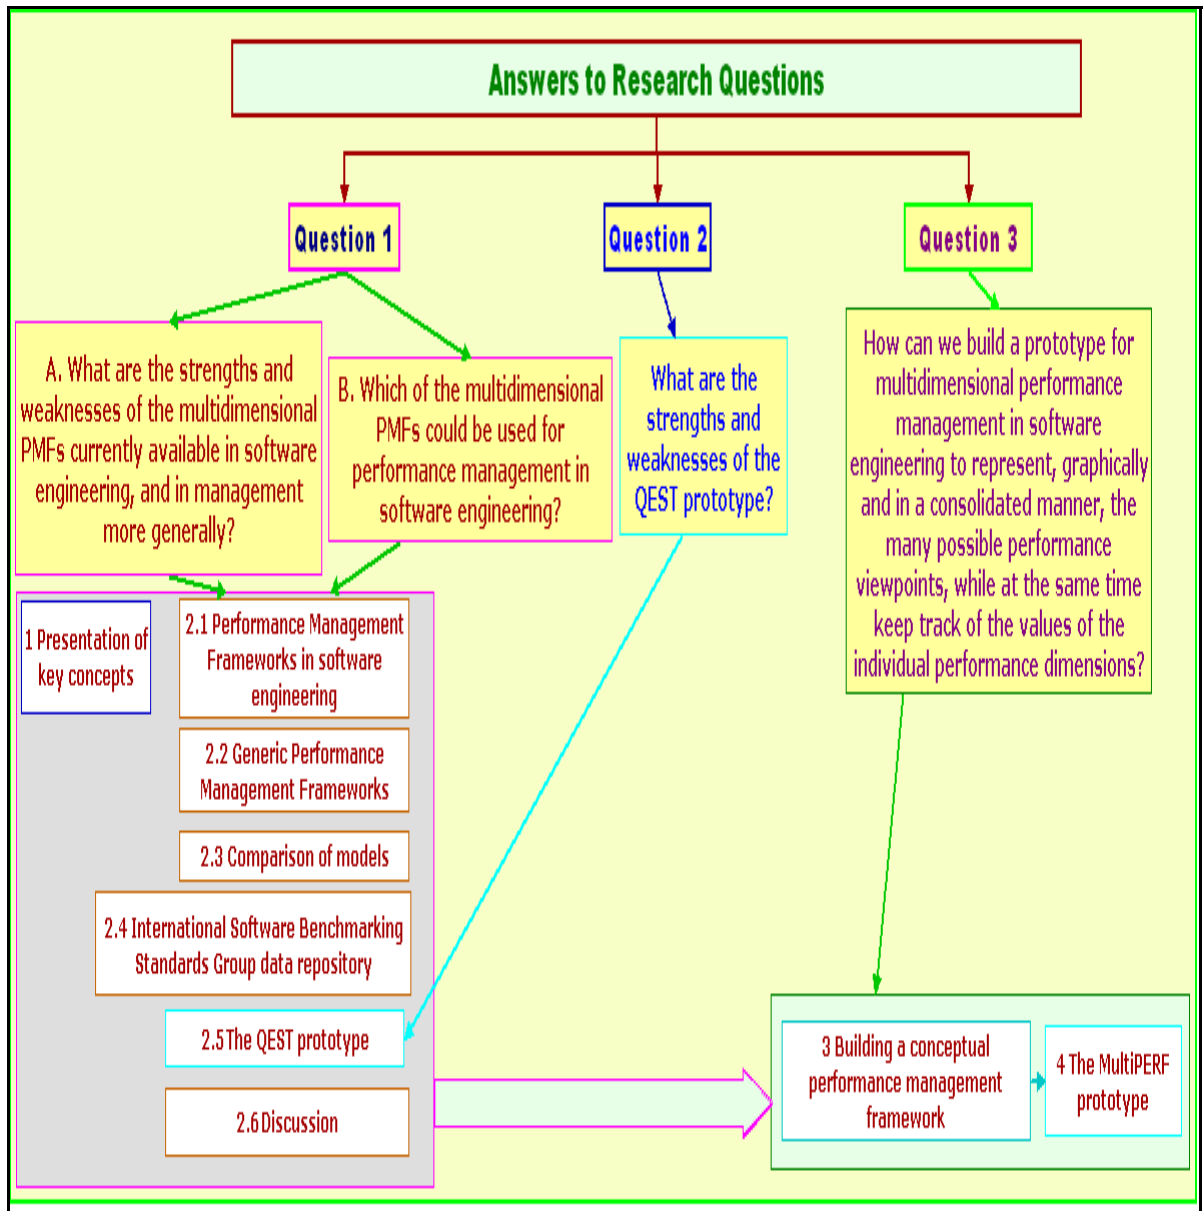 Answers to Research Questions
Question 1
Question 2
Question 3
A. What are the strengths and
weaknesses of the multidimensional
PMFs currently available in software
engineering, and in management
more generally?
B. Which of the multidimensional
PMFs could be used for
performance management in
software engineering?
What are the
strengths and
weaknesses of the
QEST prototype?
How can we build a prototype for
multidimensional performance
management in software
engineering to represent, graphically
and in a consolidated manner, the
many possible performance
viewpoints, while at the same time
keep track of the values of the
individual performance dimensions?
1 Presentation of
key concepts
2.1 Performance Management
Frameworks in software
engineering
2.2 Generic Performance
Management Frameworks
2.3 Comparison of models
2.4 International Software Benchmarking
Standards Group data repository
2.5 The QEST prototype
2.6 Discussion
3 Building a conceptual
performance management
framework
4 The MultiPERF
prototype